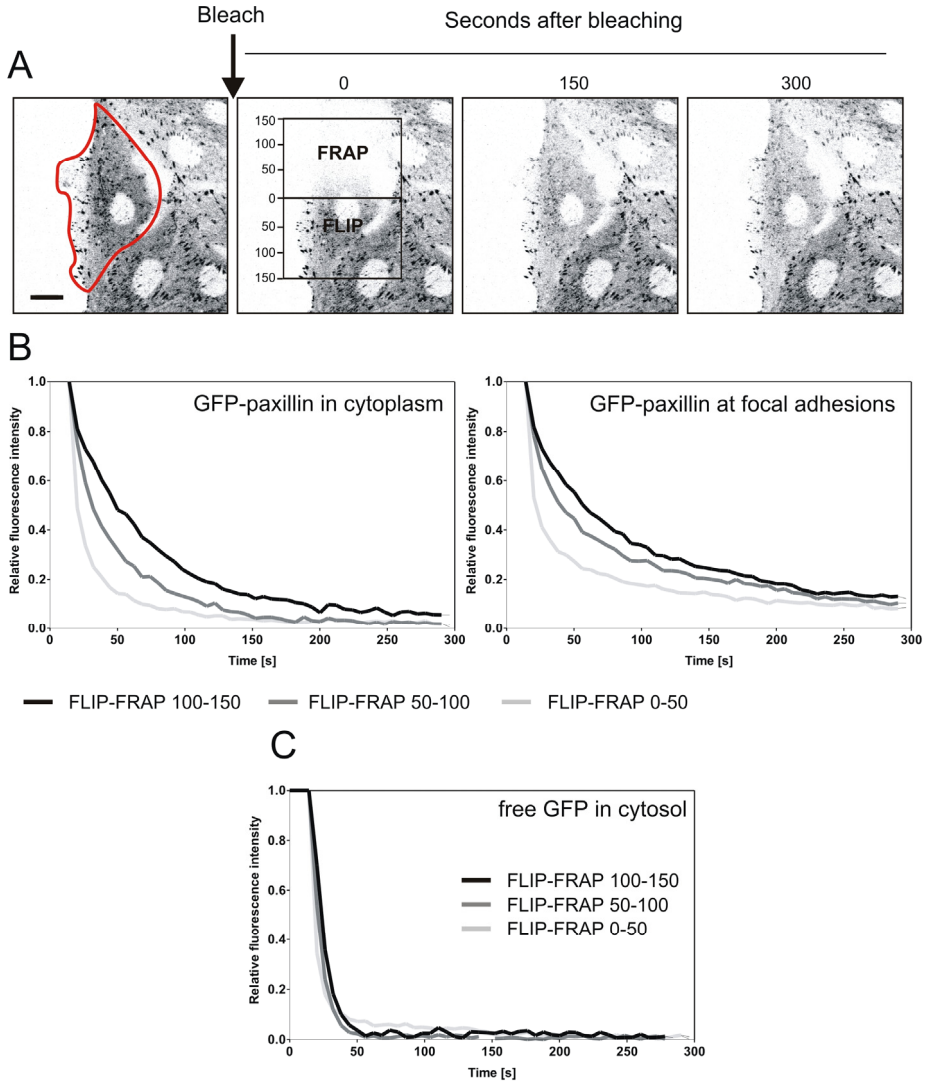 Bleach
Seconds after bleaching
A
0
150
300
150
100
50
0
50
100
150
FRAP
FLIP
B
GFP-paxillin in cytoplasm
Relative fluorescence intensity
1.0
0.8
0.6
0.4
0.2
0.0
0 50 100 150 200 250 300
Time [s]
GFP-paxillin at focal adhesions
Relative fluorescence intensity
1.0
0.8
0.6
0.4
0.2
0.0
0 50 100 150 200 250 300
Time [s]
FLIP-FRAP 100-150 FLIP-FRAP 50-100 FLIP-FRAP 0-50
C
free GFP in cytosol
FLIP-FRAP 100-150
FLIP-FRAP 50-100
FLIP-FRAP 0-50
Relative fluorescence intensity
1.0
0.8
0.6
0.4
0.2
0.0
0 50 100 150 200 250 300
Time [s]